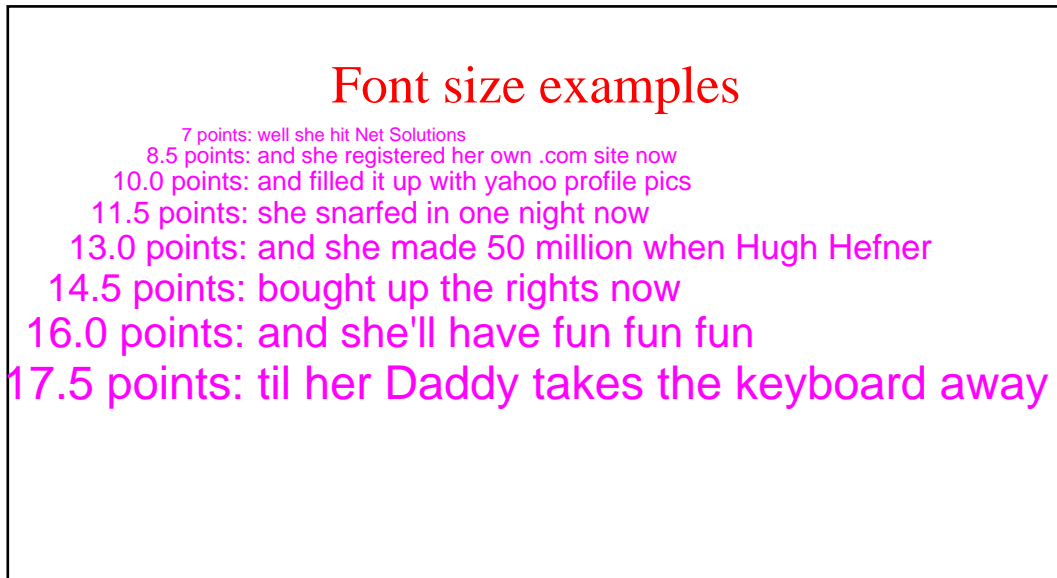 Font size examples
7 points: well she hit Net Solutions
8.5 points: and she registered her own .com site now
10.0 points: and filled it up with yahoo profile pics
11.5 points: she snarfed in one night now
13.0 points: and she made 50 million when Hugh Hefner
14.5 points: bought up the rights now
16.0 points: and she'll have fun fun fun
17.5 points: til her Daddy takes the keyboard away